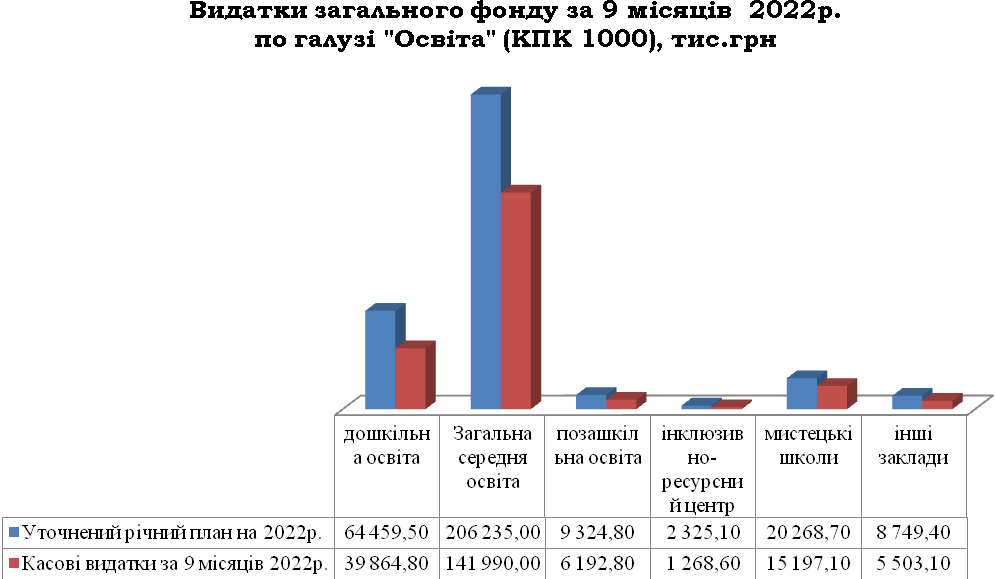 Видатки загального фонду за 9 місяців 2022р.
по галузі "Освіта" (КПК 1000), тис.грн
дошкільн
а освіта
Загальна
середня
освіта
позашкіл
ьна освіта
інклюзив
но-
ресурсни
й центр
мистецькі
школи
інші
заклади
Уточнений річний план на 2022р. 64 459,50 206 235,00 9 324,80 2 325,10 20 268,70 8 749,40
Касові видатки за 9 місяців 2022р. 39 864,80 141 990,00 6 192,80 1 268,60 15 197,10 5 503,10